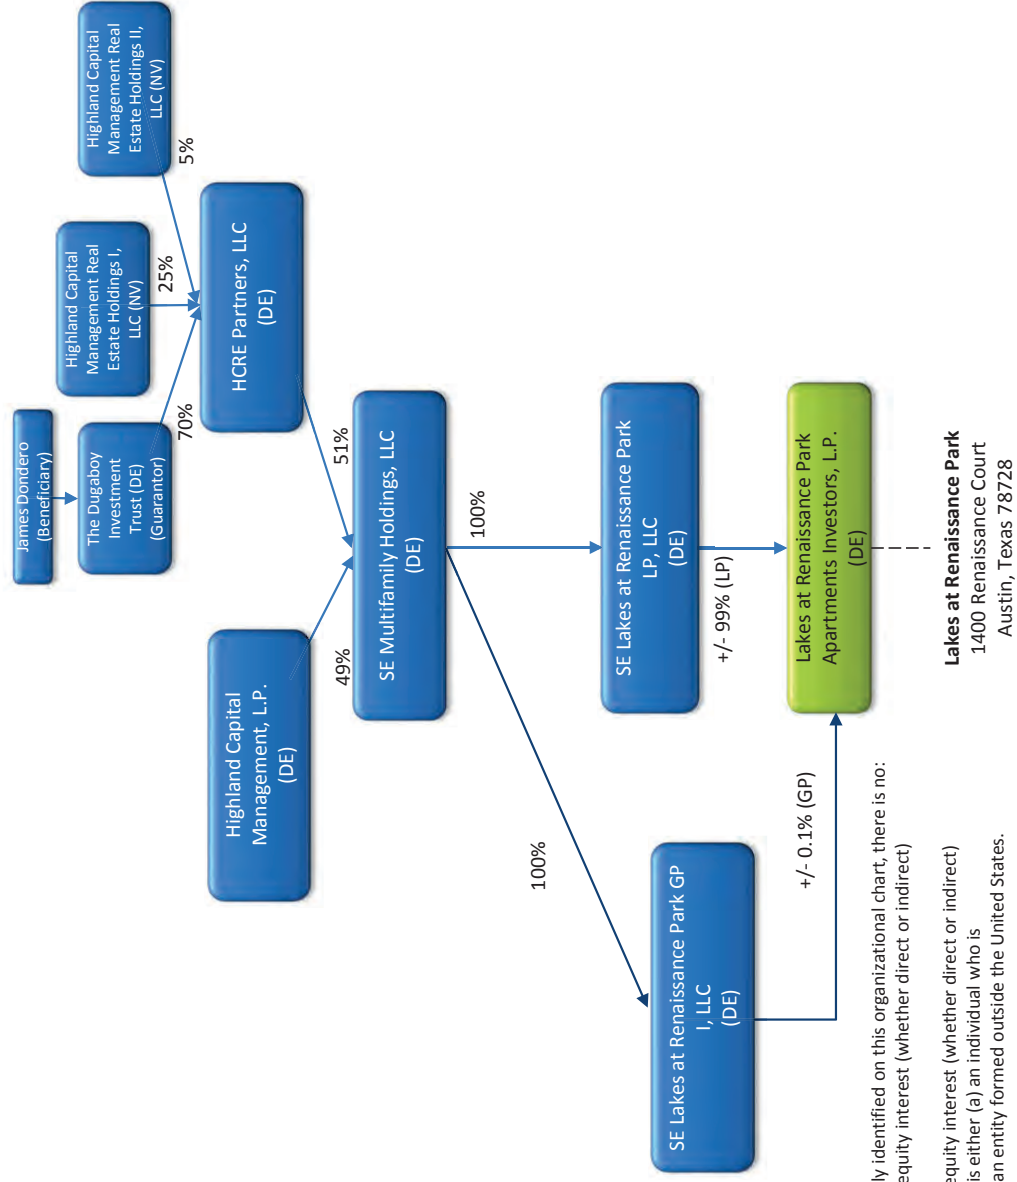 James Dondero
(Beneficiary)
The Dugaboy
Investment
Trust (DE)
(Guarantor)
Highland Capital
Management Real
Estate Holdings I,
LLC (NV)
Highland Capital
Management Real
Estate Holdings II,
LLC (NV)
70%
25%
5%
Highland Capital
Management, L.P.
(DE)
HCRE Partners, LLC
(DE)
49%
51%
SE Multifamily Holdings, LLC
(DE)
100%
100%
SE Lakes at Renaissance Park GP
I, LLC
(DE)
SE Lakes at Renaissance Park
LP, LLC
(DE)
+/- 0.1% (GP)
+/- 99% (LP)
Lakes at Renaissance Park
Apartments Investors, L.P.
(DE)
ly identified on this organizational chart, there is no:
equity interest (whether direct or indirect)
equity interest (whether direct or indirect)
is either (a) an individual who is
an entity formed outside the United States.
Lakes at Renaissance Park
1400 Renaissance Court
Austin, Texas 78728